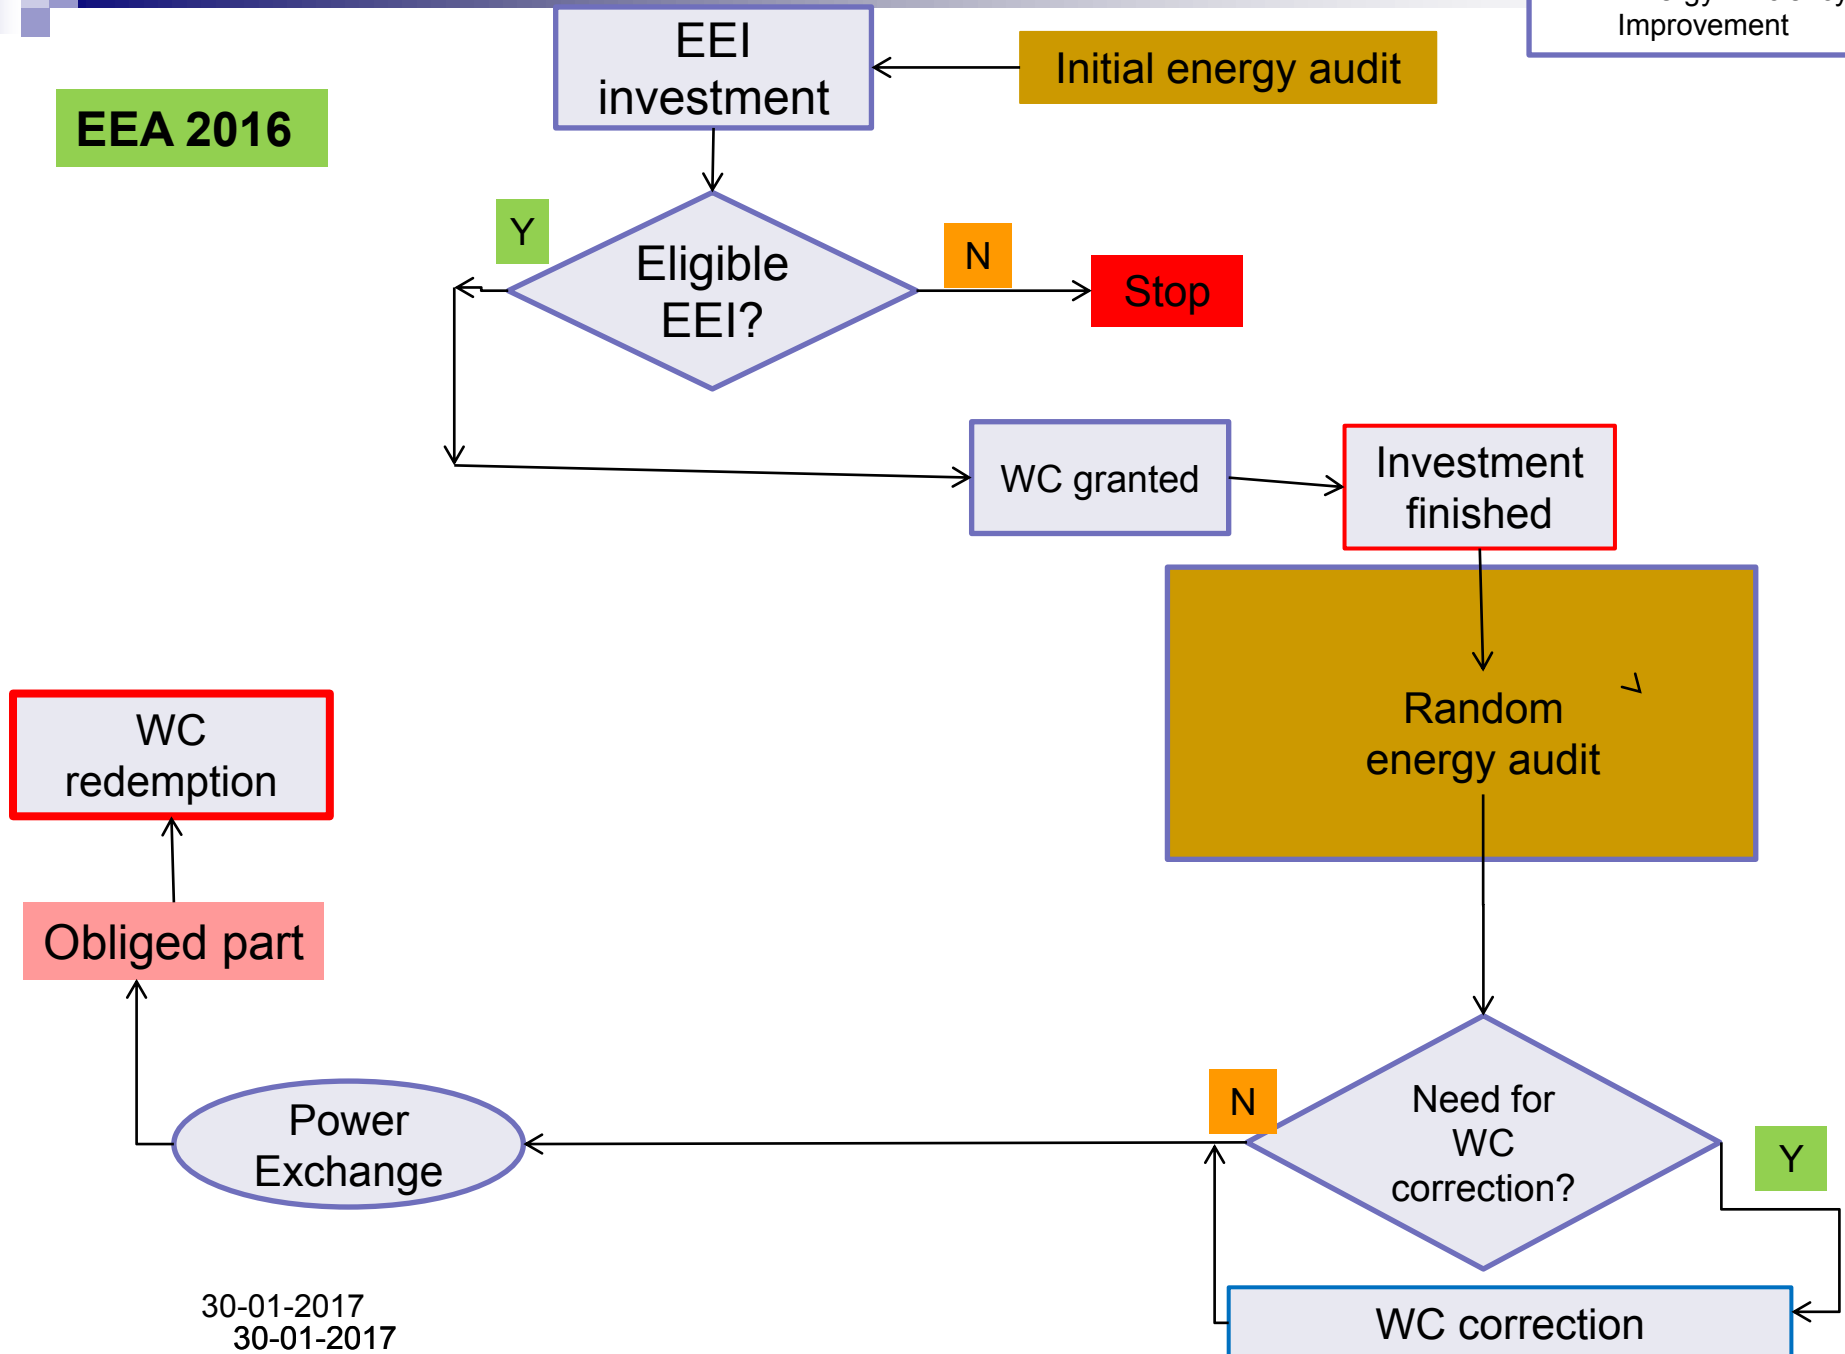 Improvement
EEI
investment
Initial energy audit
EEA 2016
Y
Eligible
EEI?
N
Stop
WC granted
Investment
finished
Random
energy audit
WC
redemption
Obliged part
Power
Exchange
N
Need for
WC
correction?
Y
WC correction
30-01-2017
30-01-2017